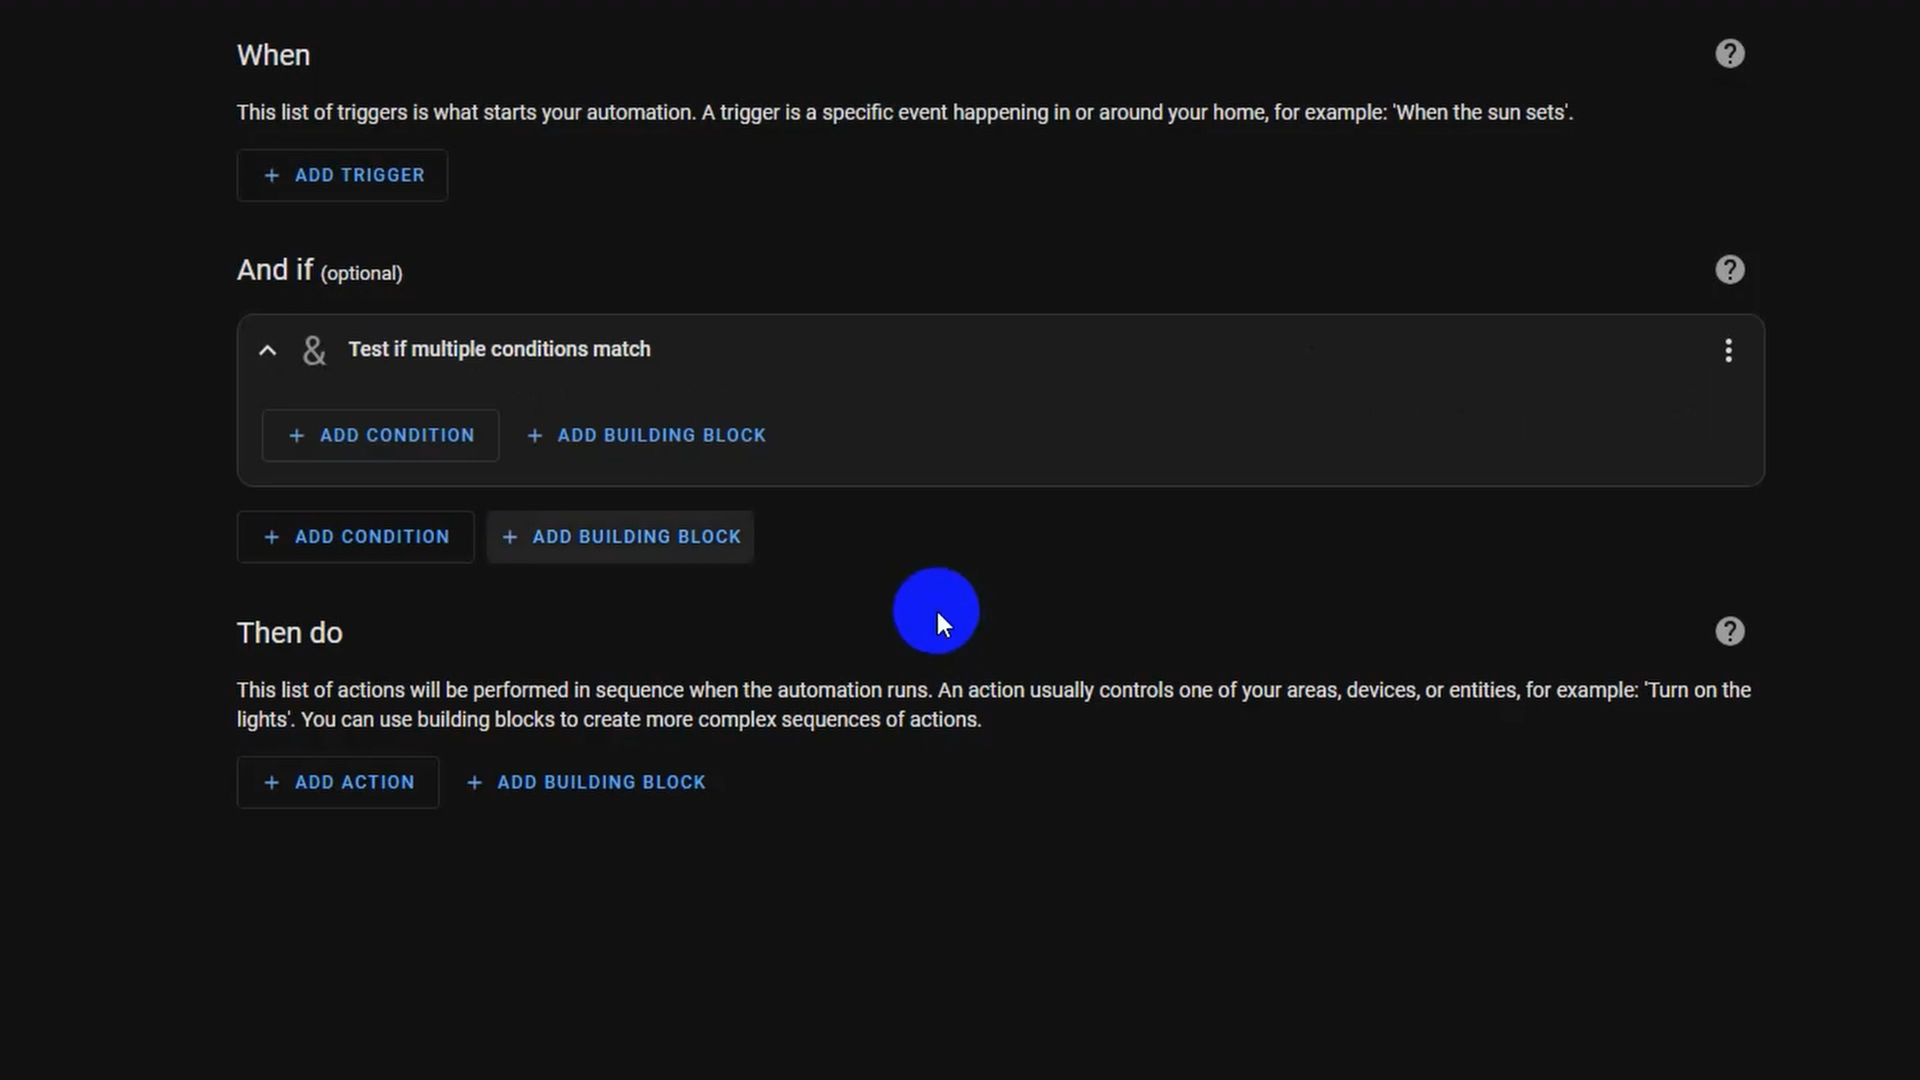 When
This list of triggers is what starts your automation. A trigger is a specific event happening in or around your home, for example: 'When the sun sets'.
+ ADD TRIGGER
And if (optional)
& Test if multiple conditions match
+ ADD CONDITION + ADD BUILDING BLOCK
+ ADD CONDITION + ADD BUILDING BLOCK
Then do
This list of actions will be performed in sequence when the automation runs. An action usually controls one of your areas, devices, or entities, for example: 'Turn on the
lights'. You can use building blocks to create more complex sequences of actions.
+ ADD ACTION + ADD BUILDING BLOCK